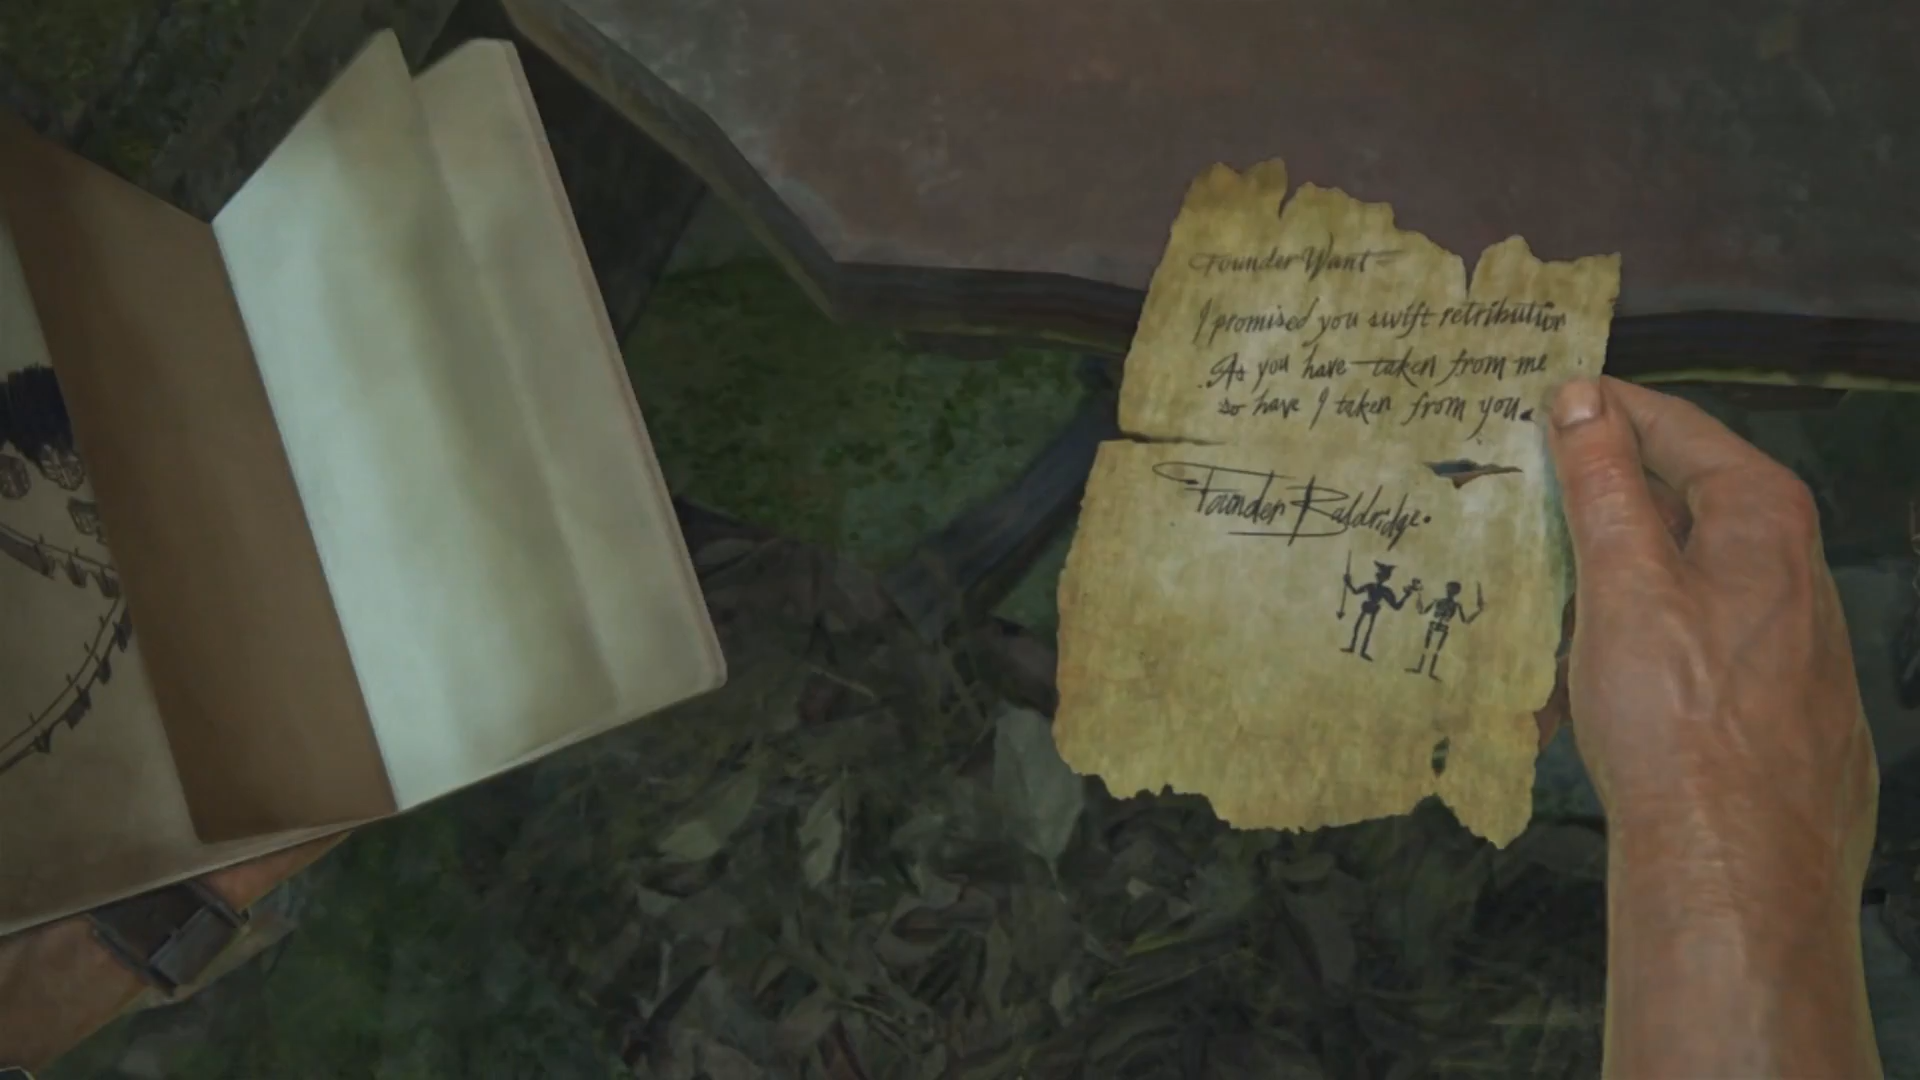 Founder Want
I promised you swift retribution
As you have taken from me
so have I taken from you.
Founder Baldridge.